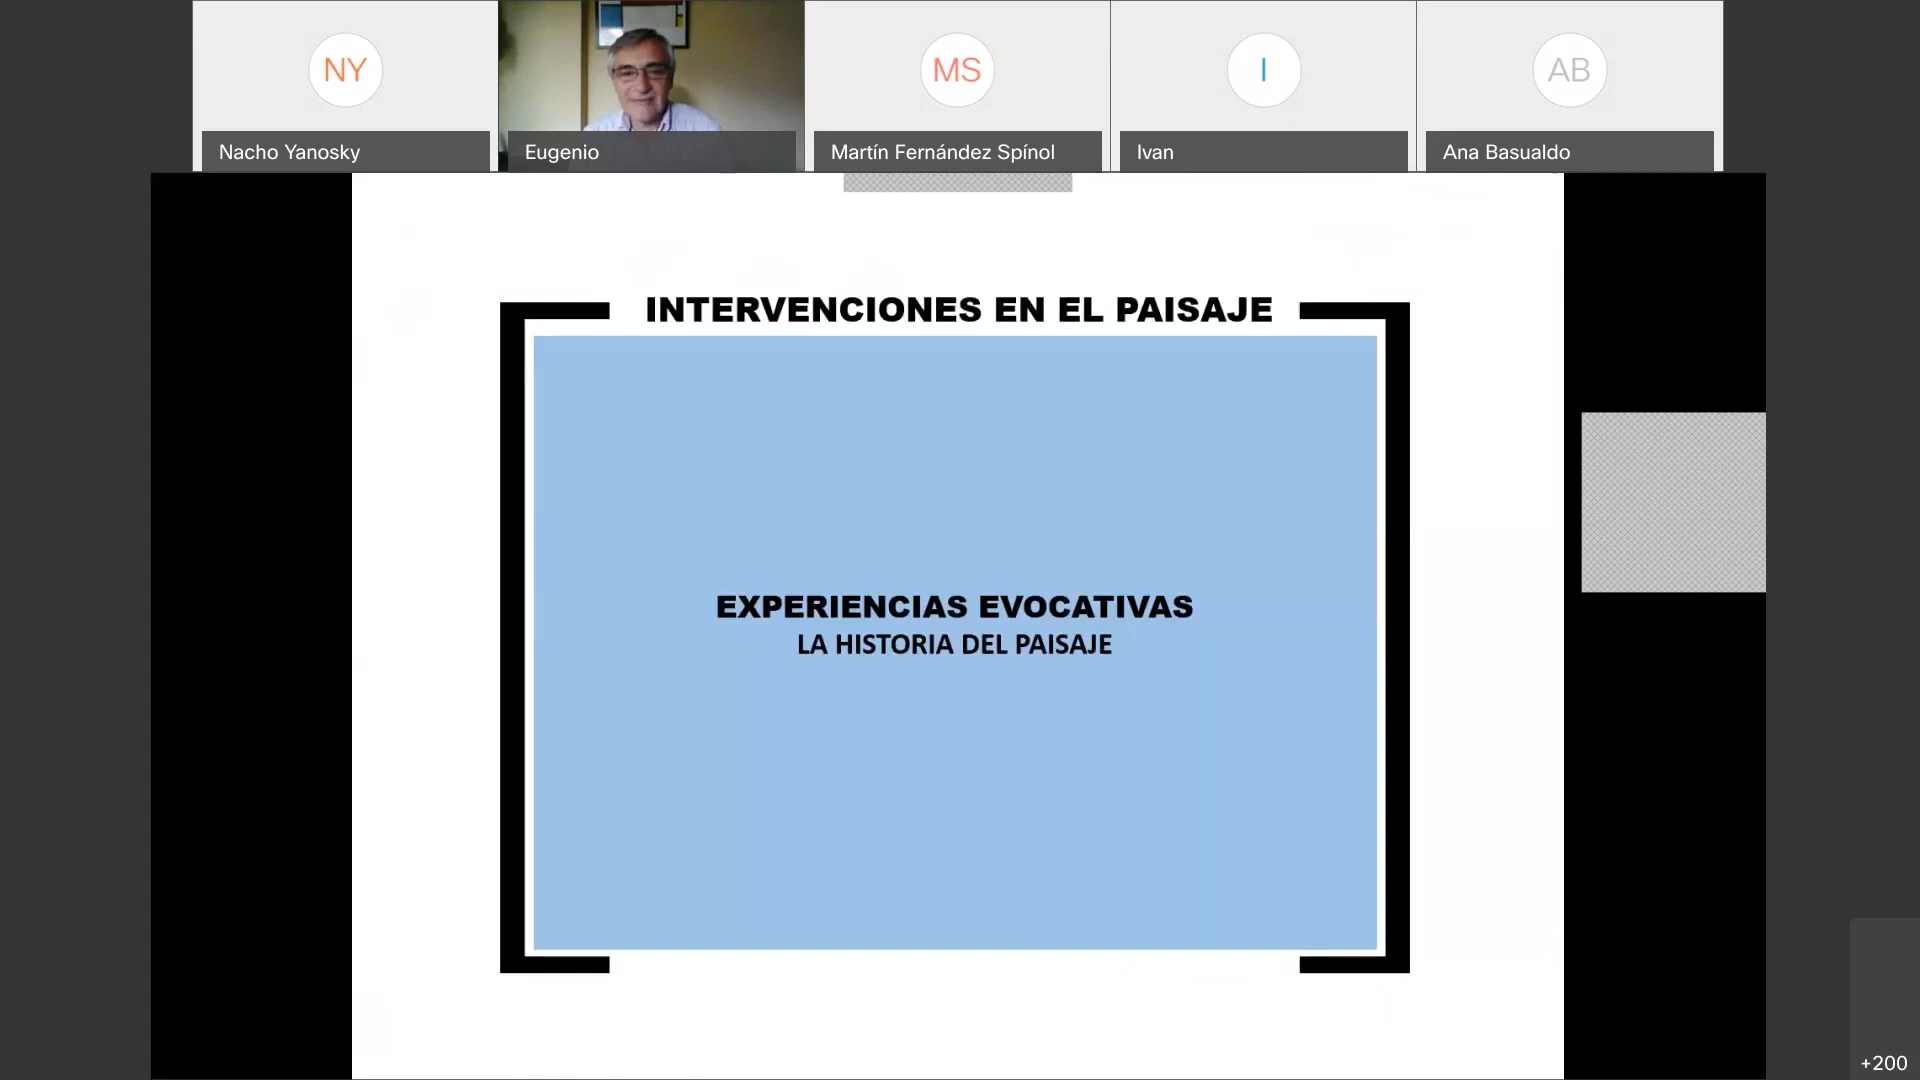 NY
MS
I
AB
Nacho Yanosky
Eugenio
Martín Fernández Spínol
Ivan
Ana Basualdo
INTERVENCIONES EN EL PAISAJE
EXPERIENCIAS EVOCATIVAS
LA HISTORIA DEL PAISAJE
+200